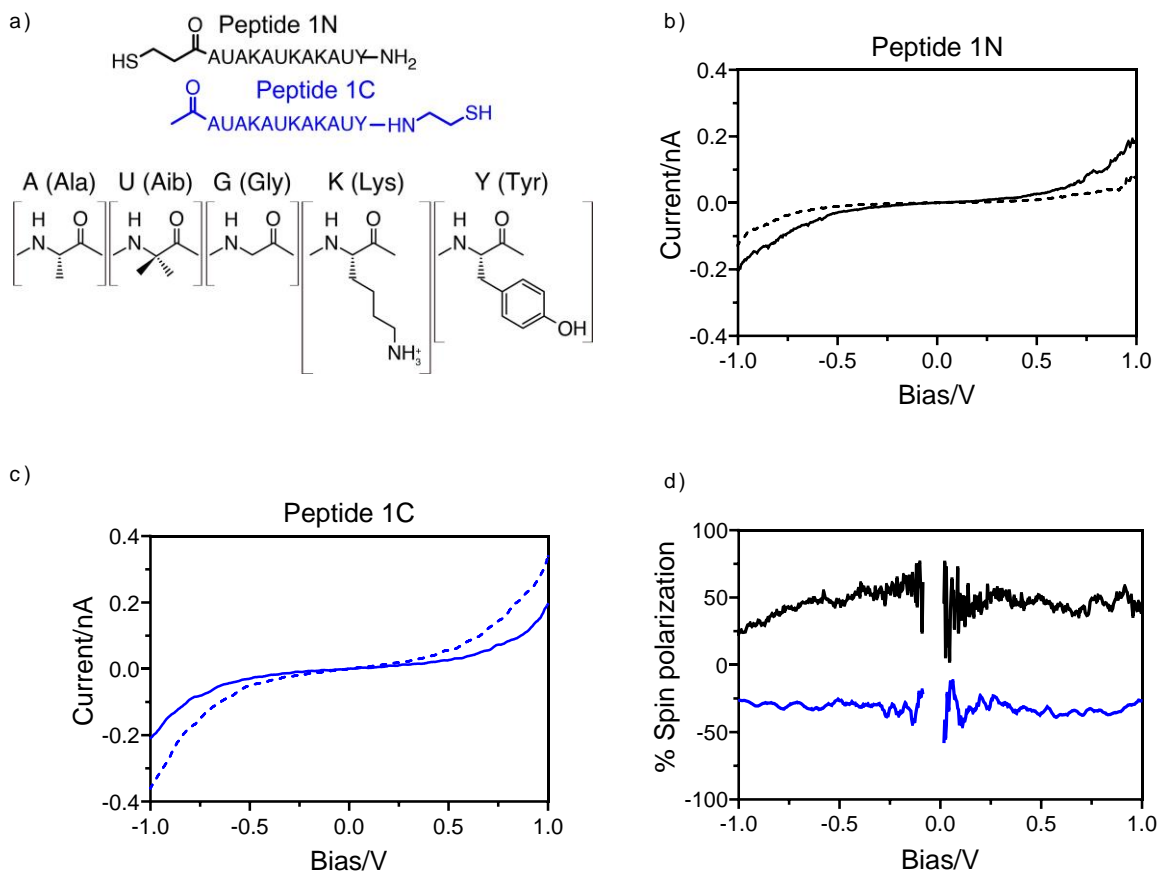 a)
Peptide 1N
O
HS
AUAKAUKAKAUY
NH2
Peptide 1C
O
SH
AUAKAUKAKAUY
HN
A (Ala) U (Aib) G (Gly) K (Lys) Y (Tyr)
H O H O H O H O H O
N N N N N
OH
NH3+
b)
Peptide 1N
Current/nA
0.4
0.2
0.0
-0.2
-0.4
-1.0 -0.5 0.0 0.5 1.0
Bias/V
c)
Peptide 1C
Current/nA
0.4
0.2
0.0
-0.2
-0.4
-1.0 -0.5 0.0 0.5 1.0
Bias/V
d)
% Spin polarization
100
50
0
-50
-100
-1.0 -0.5 0.0 0.5 1.0
Bias/V